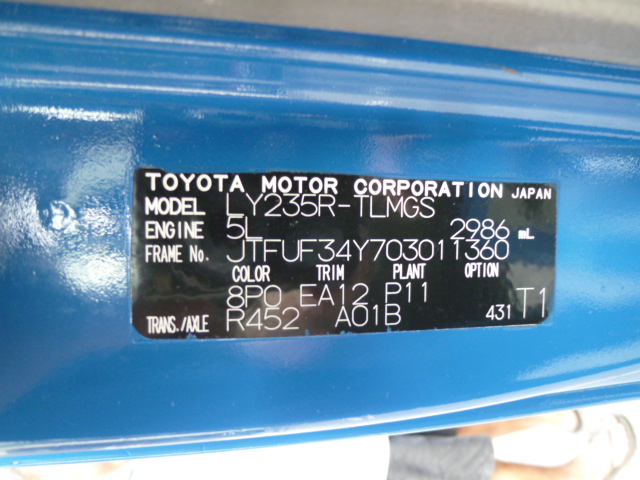 TOYOTA MOTOR CORPORATION JAPAN
MODEL LY235R-TLMGS
ENGINE 5L 2986 mL
FRAME No. JTFUF34Y703011360
COLOR TRIM PLANT OPTION
8P0 EA12 P11
TRANS./AXLE R452 A01B 431 T1